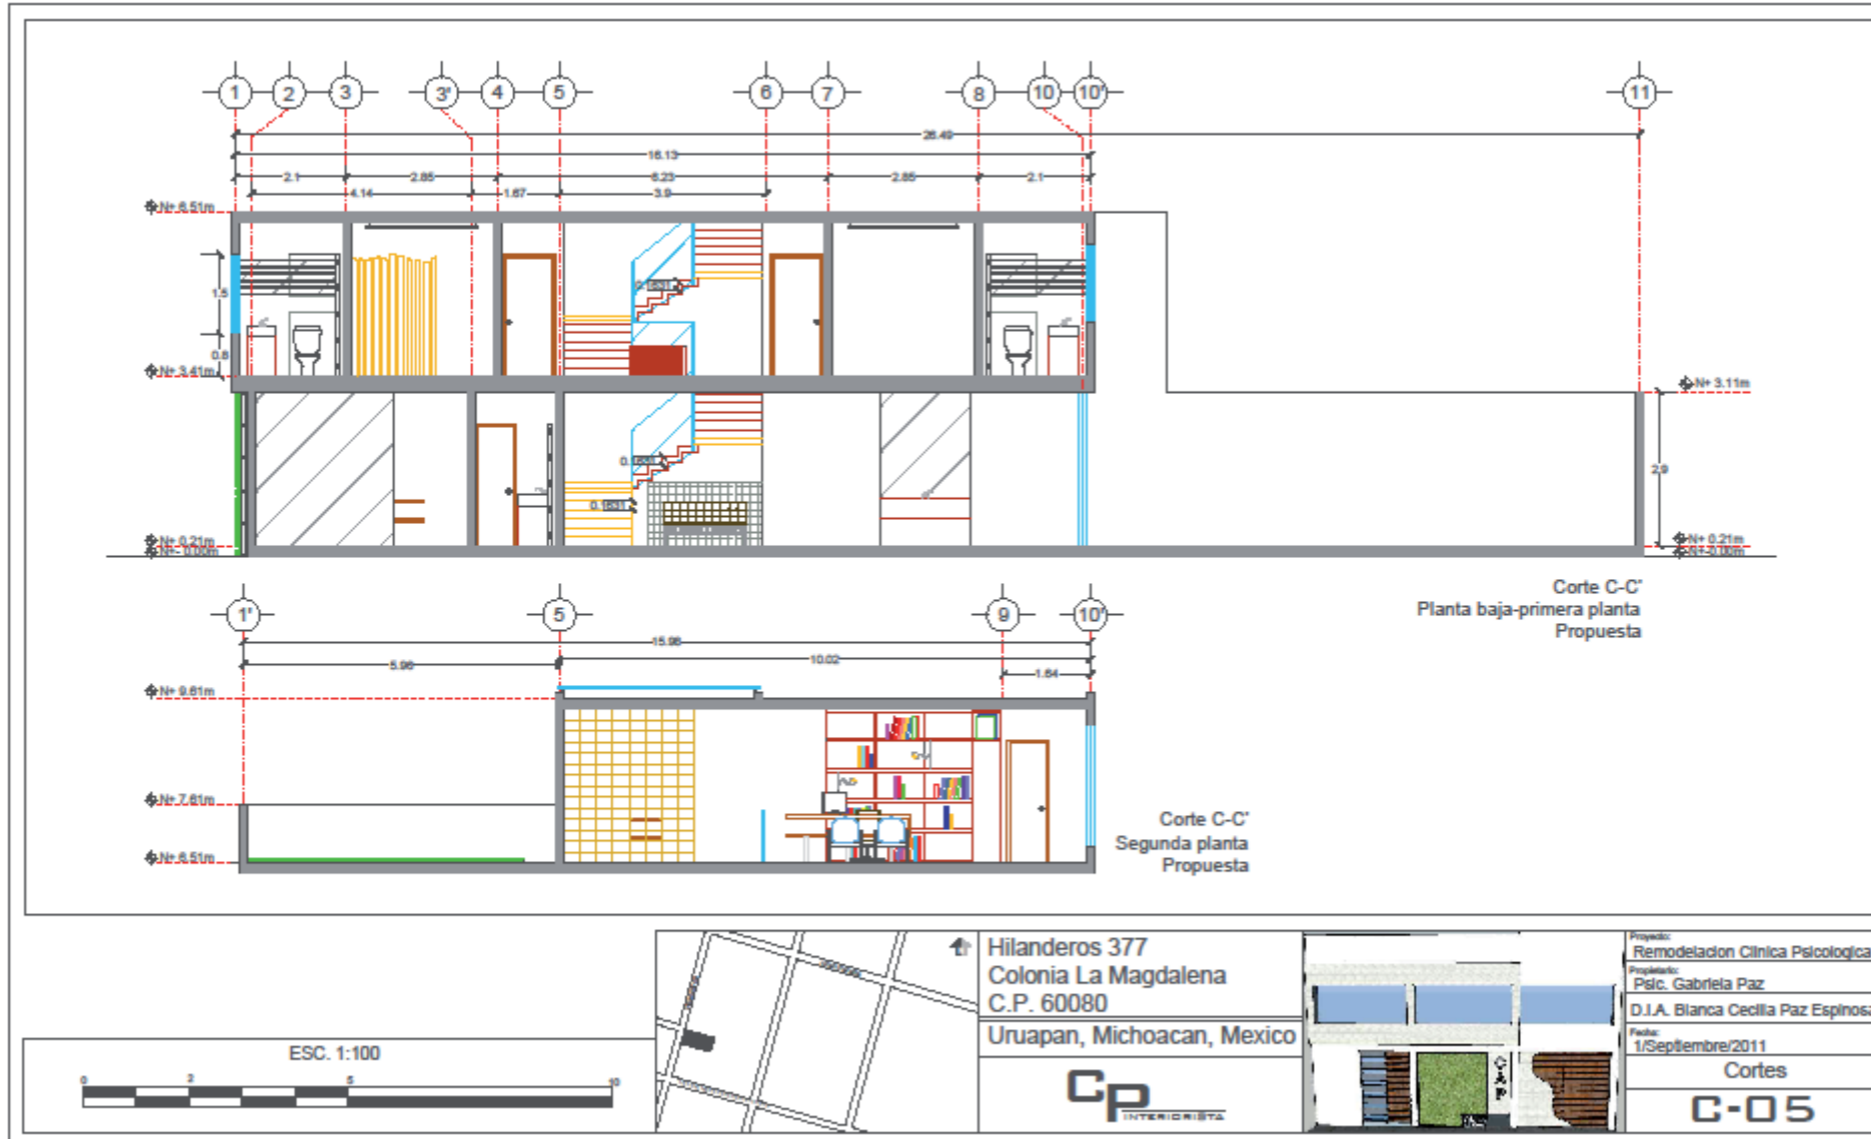 1 2 3 3' 4 5 6 7 8 10 10' 11
26.49
16.13
2.1 2.85 6.23 2.85 2.1
4.14 1.67 3.9
N+ 6.51m
1.5
0.1631
0.8
N+ 3.41m
N+ 3.11m
0.1631
2.9
0.1631
N+ 0.21m
N+- 0.00m
N+ 0.21m
N+-0.00m
Corte C-C'
Planta baja-primera planta
Propuesta
1' 5 9 10'
15.98
5.96 10.02
1.64
N+ 9.61m
N+ 7.61m
N+ 6.51m
Corte C-C'
Segunda planta
Propuesta
ESC. 1:100
0 5 10
Hilanderos 377
Colonia La Magdalena
C.P. 60080
Uruapan, Michoacan, Mexico
CP
INTERIORISTA
C.A.P.
Proyecto:
Remodelacion Clinica Psicologica
Propietario:
Psic. Gabriela Paz
D.I.A. Blanca Cecilia Paz Espinosa
Fecha:
1/Septiembre/2011
Cortes
C-05